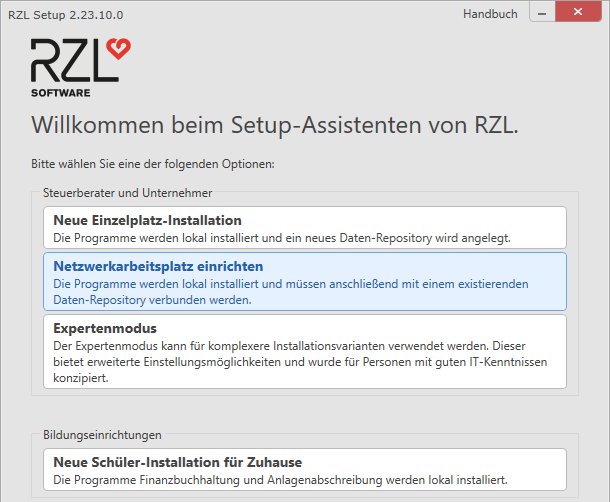 RZL Setup 2.23.10.0
Handbuch
RZL
SOFTWARE
Willkommen beim Setup-Assistenten von RZL.
Bitte wählen Sie eine der folgenden Optionen:
Steuerberater und Unternehmer
Neue Einzelplatz-Installation
Die Programme werden lokal installiert und ein neues Daten-Repository wird angelegt.
Netzwerkarbeitsplatz einrichten
Die Programme werden lokal installiert und müssen anschließend mit einem existierenden
Daten-Repository verbunden werden.
Expertenmodus
Der Expertenmodus kann für komplexere Installationsvarianten verwendet werden. Dieser
bietet erweiterte Einstellungsmöglichkeiten und wurde für Personen mit guten IT-Kenntnissen
konzipiert.
Bildungseinrichtungen
Neue Schüler-Installation für Zuhause
Die Programme Finanzbuchhaltung und Anlagenabschreibung werden lokal installiert.